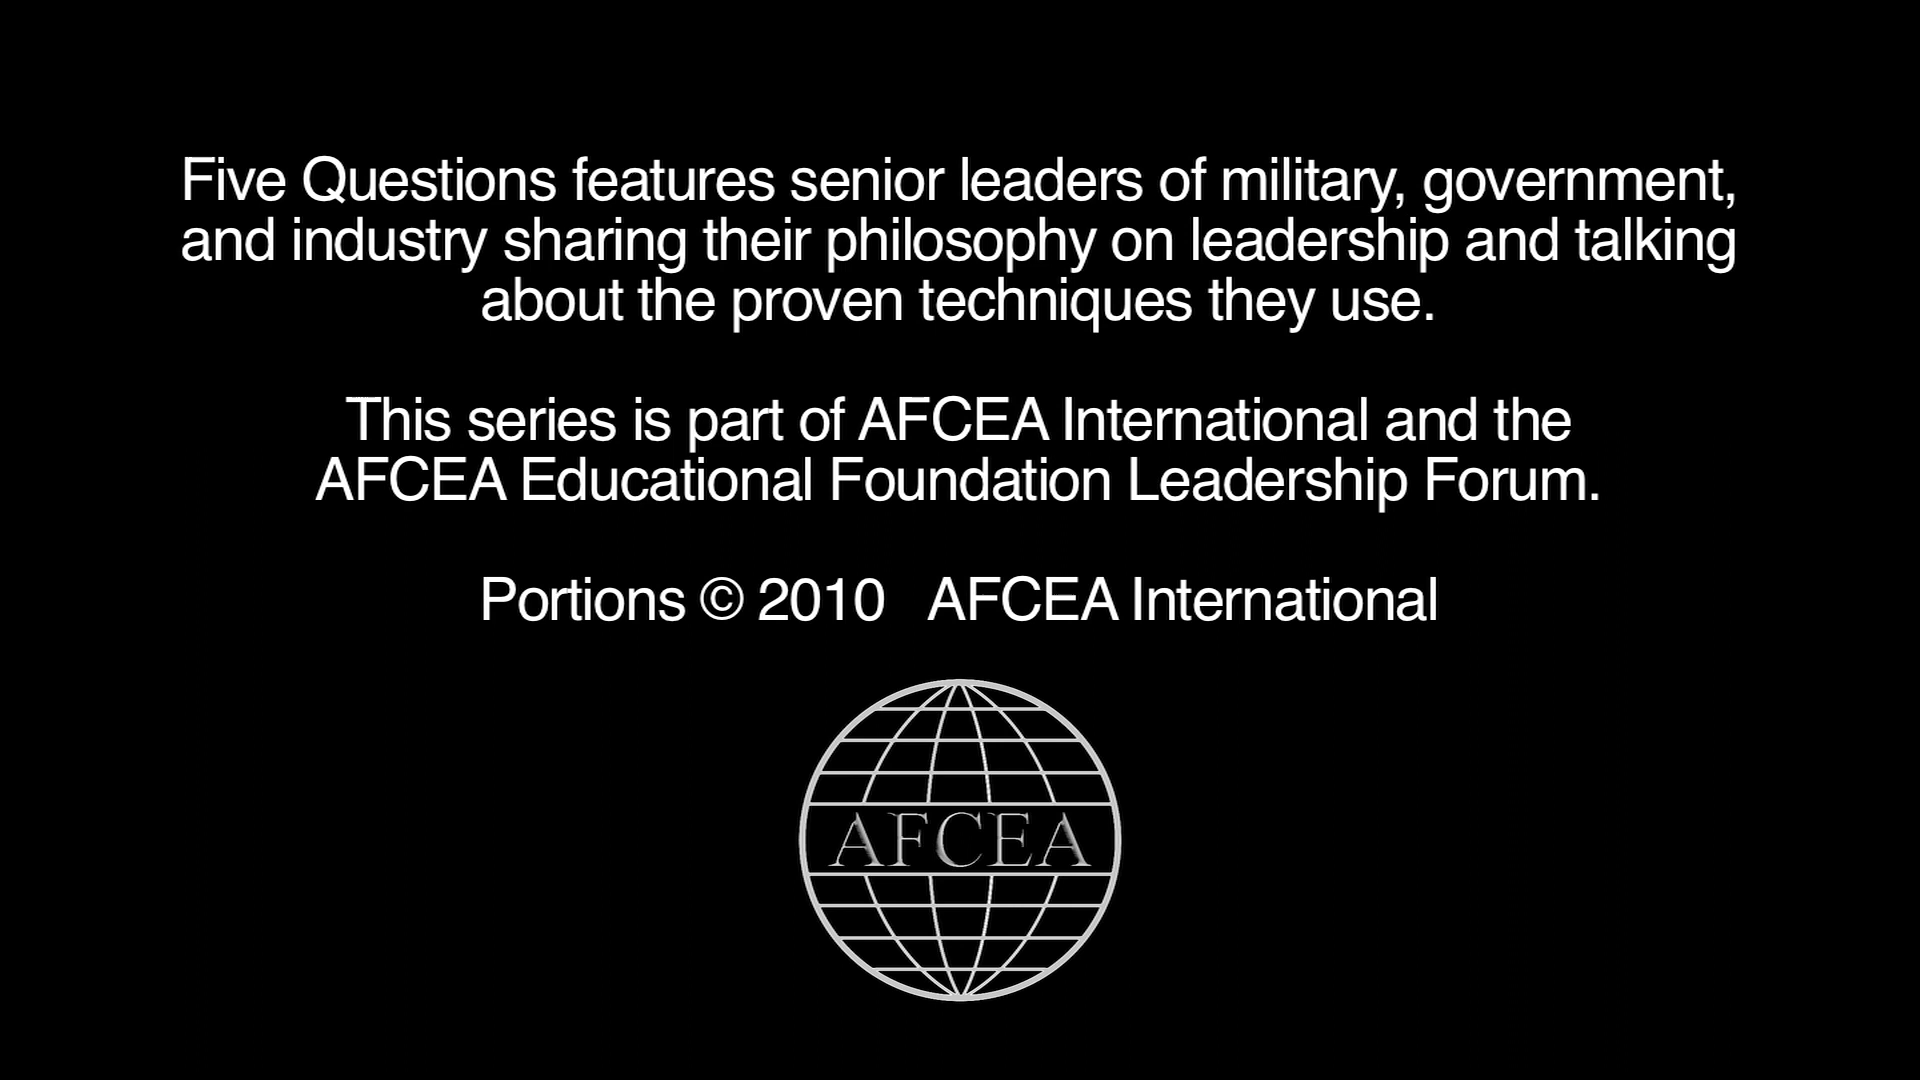 Five Questions features senior leaders of military, government,
and industry sharing their philosophy on leadership and talking
about the proven techniques they use.
This series is part of AFCEA International and the
AFCEA Educational Foundation Leadership Forum.
Portions © 2010 AFCEA International
AFCEA